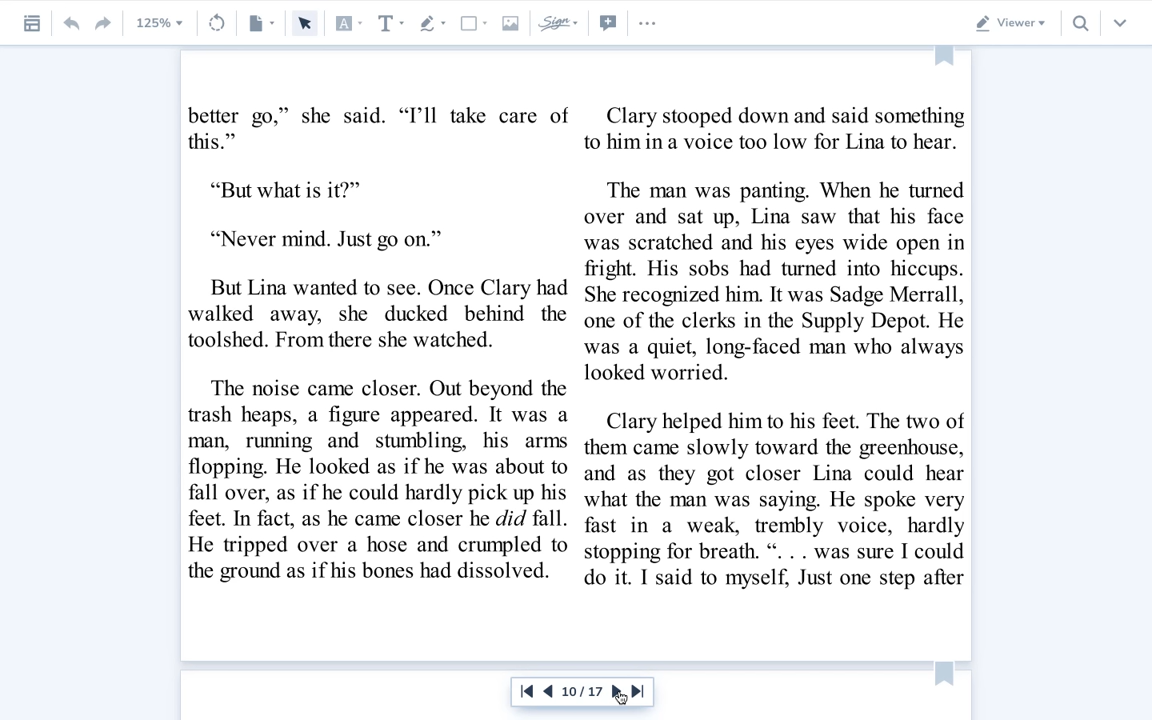 125%
A
T
Sign
Viewer
better go,” she said. “I’ll take care of
this.”
“But what is it?”
“Never mind. Just go on.”
But Lina wanted to see. Once Clary had
walked away, she ducked behind the
toolshed. From there she watched.
The noise came closer. Out beyond the
trash heaps, a figure appeared. It was a
man, running and stumbling, his arms
flopping. He looked as if he was about to
fall over, as if he could hardly pick up his
feet. In fact, as he came closer he did fall.
He tripped over a hose and crumpled to
the ground as if his bones had dissolved.
Clary stooped down and said something
to him in a voice too low for Lina to hear.
The man was panting. When he turned
over and sat up, Lina saw that his face
was scratched and his eyes wide open in
fright. His sobs had turned into hiccups.
She recognized him. It was Sadge Merrall,
one of the clerks in the Supply Depot. He
was a quiet, long-faced man who always
looked worried.
Clary helped him to his feet. The two of
them came slowly toward the greenhouse,
and as they got closer Lina could hear
what the man was saying. He spoke very
fast in a weak, trembly voice, hardly
stopping for breath. “. . . was sure I could
do it. I said to myself, Just one step after
10 / 17